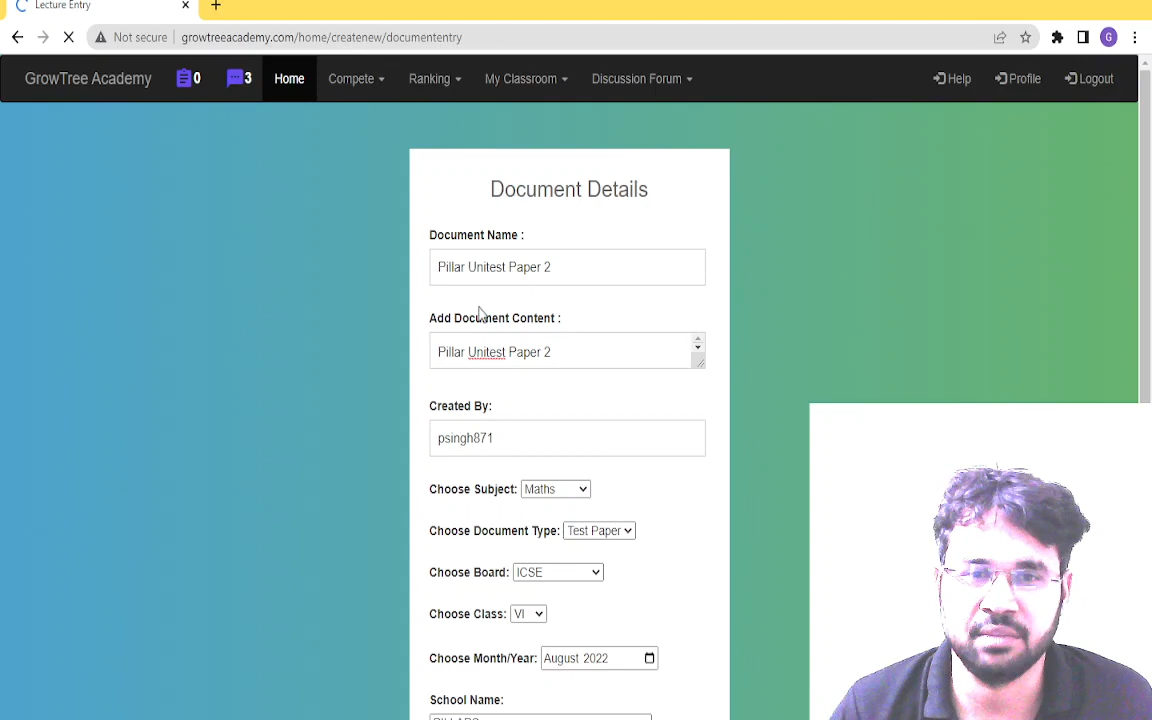 Lecture Entry
Not secure growtreeacademy.com/home/createnew/documententry
G
GrowTree Academy 0 3 Home Compete Ranking My Classroom Discussion Forum Help Profile Logout
Document Details
Document Name :
Pillar Unitest Paper 2
Add Document Content :
Pillar Unitest Paper 2
Created By:
psingh871
Choose Subject: Maths
Choose Document Type: Test Paper
Choose Board: ICSE
Choose Class: VI
Choose Month/Year: August 2022
School Name: